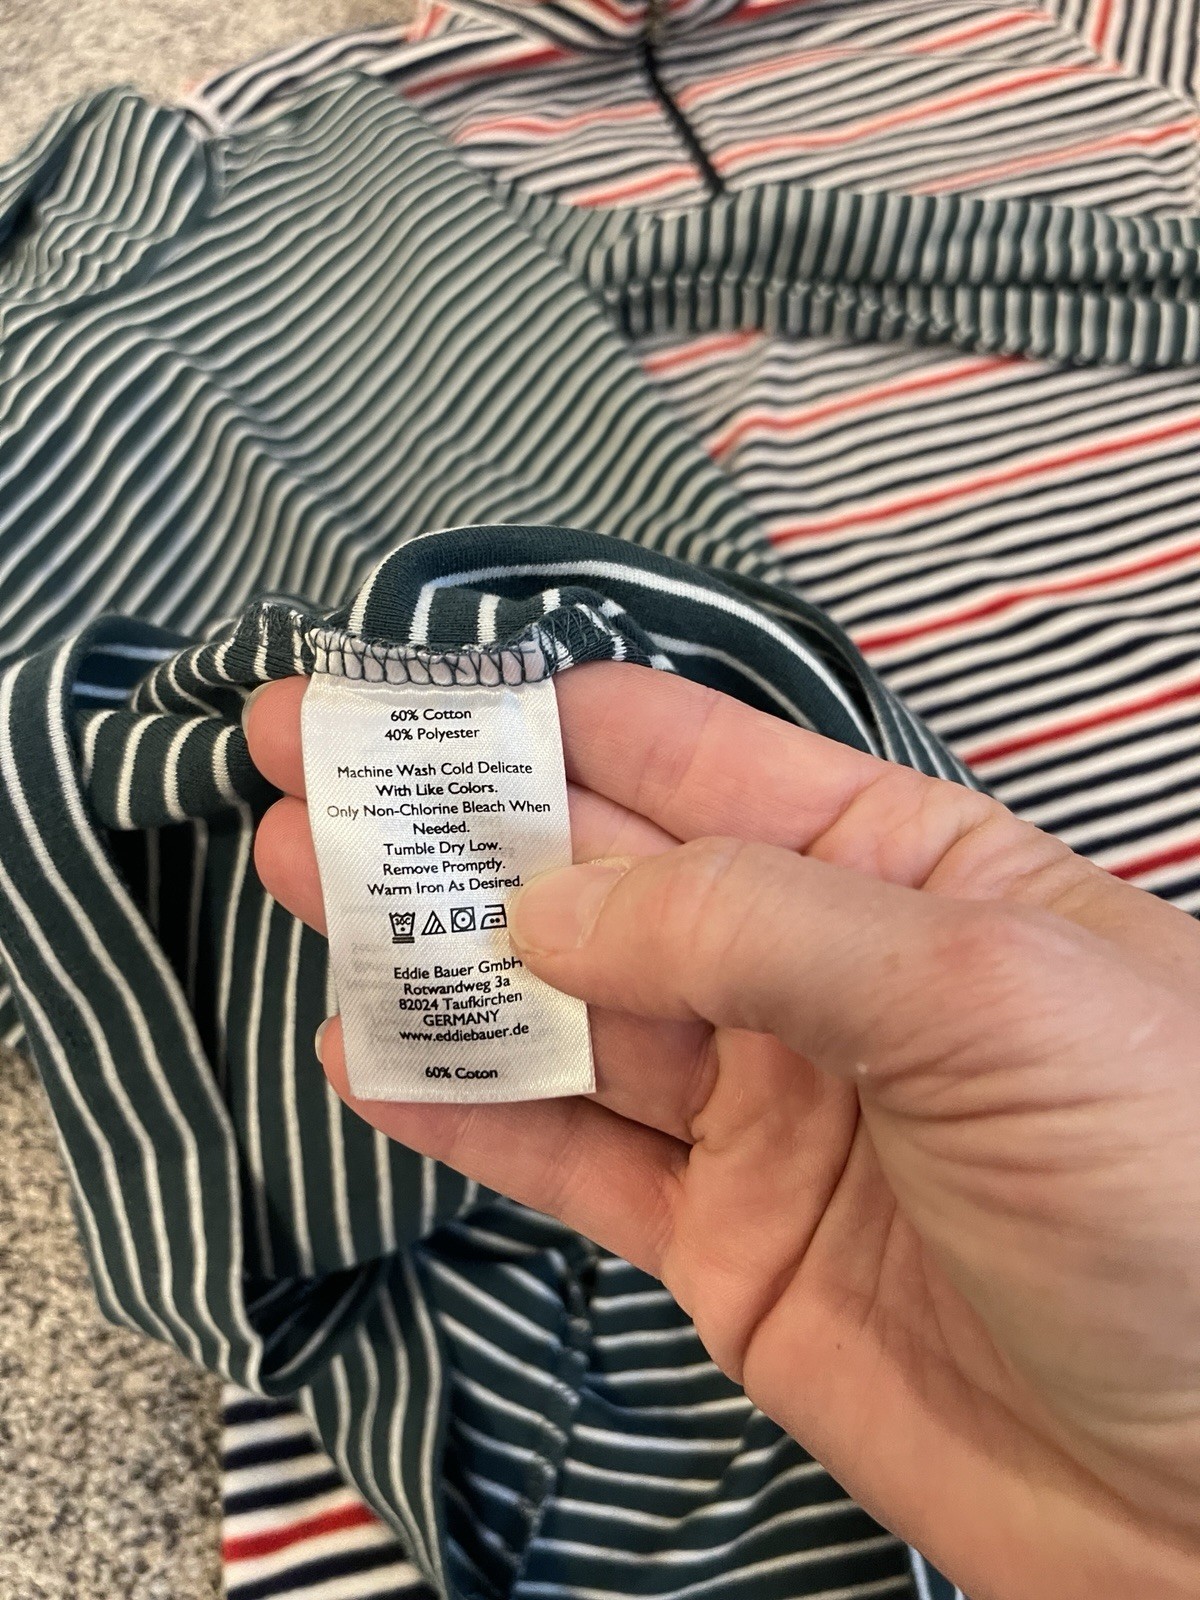 60% Cotton
40% Polyester
Machine Wash Cold Delicate
With Like Colors.
Only Non-Chlorine Bleach When
Needed.
Tumble Dry Low.
Remove Promptly.
Warm Iron As Desired.
30C
Eddie Bauer GmbH
Rotwandweg 3a
82024 Taufkirchen
GERMANY
www.eddiebauer.de
60% Coton